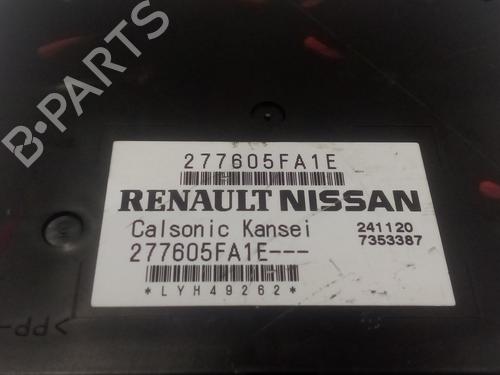 B-PARTS
277605FA1E
RENAULT NISSAN
Calsonic Kansei 241120
277605FA1E--- 7353387
*LYH49262*
>PP-